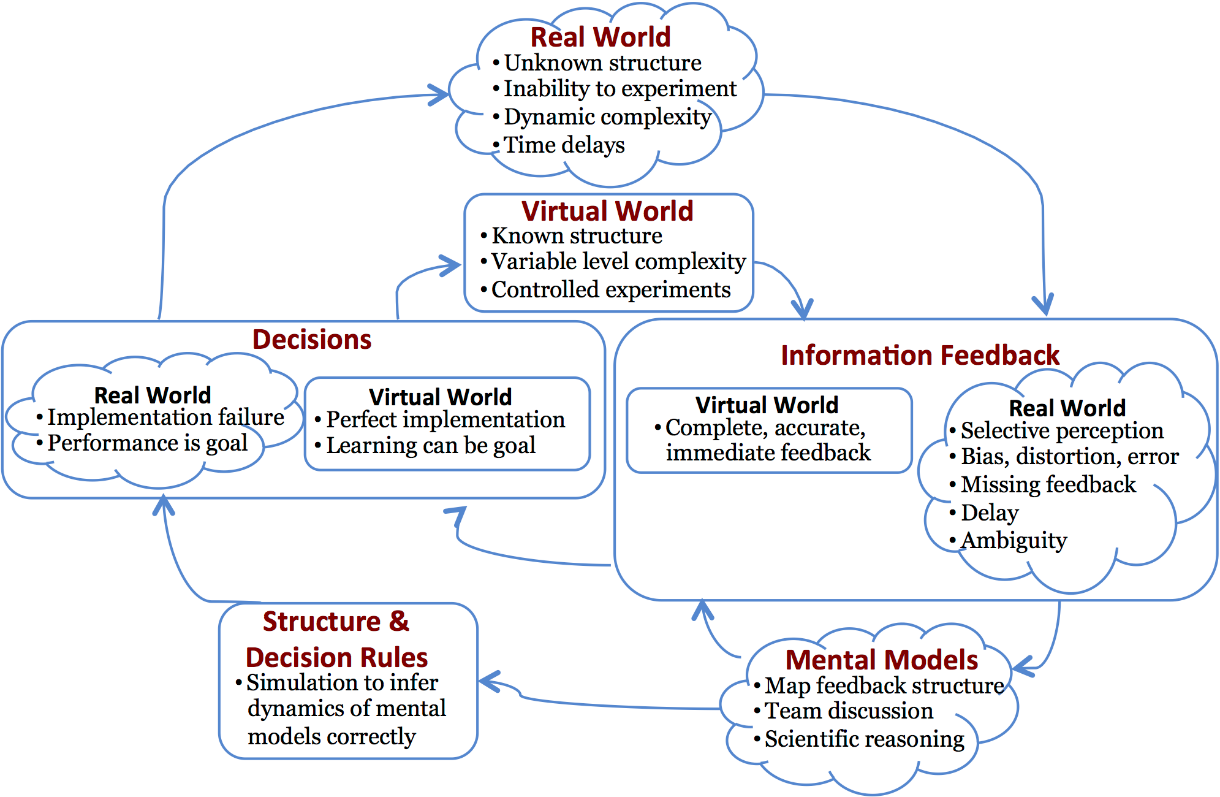 Real World
• Unknown structure
• Inability to experiment
• Dynamic complexity
• Time delays
Virtual World
• Known structure
• Variable level complexity
• Controlled experiments
Decisions
Real World
• Implementation failure
• Performance is goal
Virtual World
• Perfect implementation
• Learning can be goal
Information Feedback
Virtual World
• Complete, accurate,
immediate feedback
Real World
• Selective perception
• Bias, distortion, error
• Missing feedback
• Delay
• Ambiguity
Structure &
Decision Rules
• Simulation to infer
dynamics of mental
models correctly
Mental Models
• Map feedback structure
• Team discussion
• Scientific reasoning